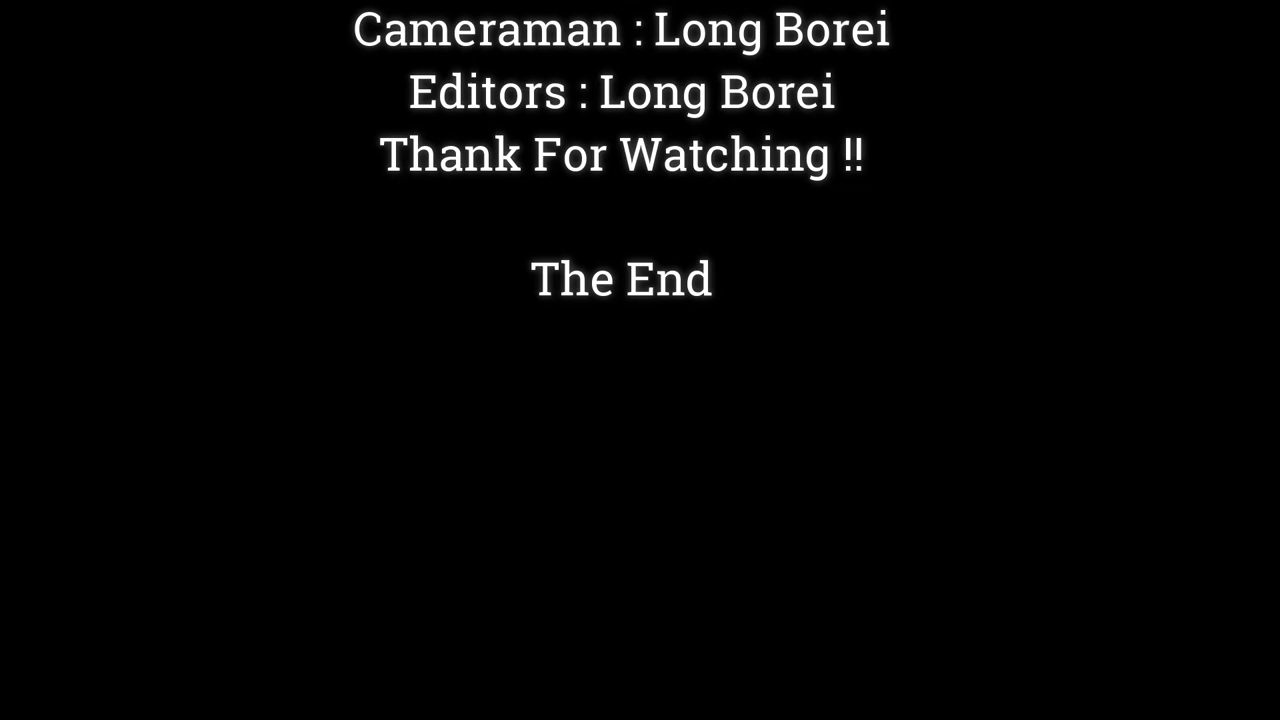 Cameraman : Long Borei
Editors : Long Borei
Thank For Watching !!
The End